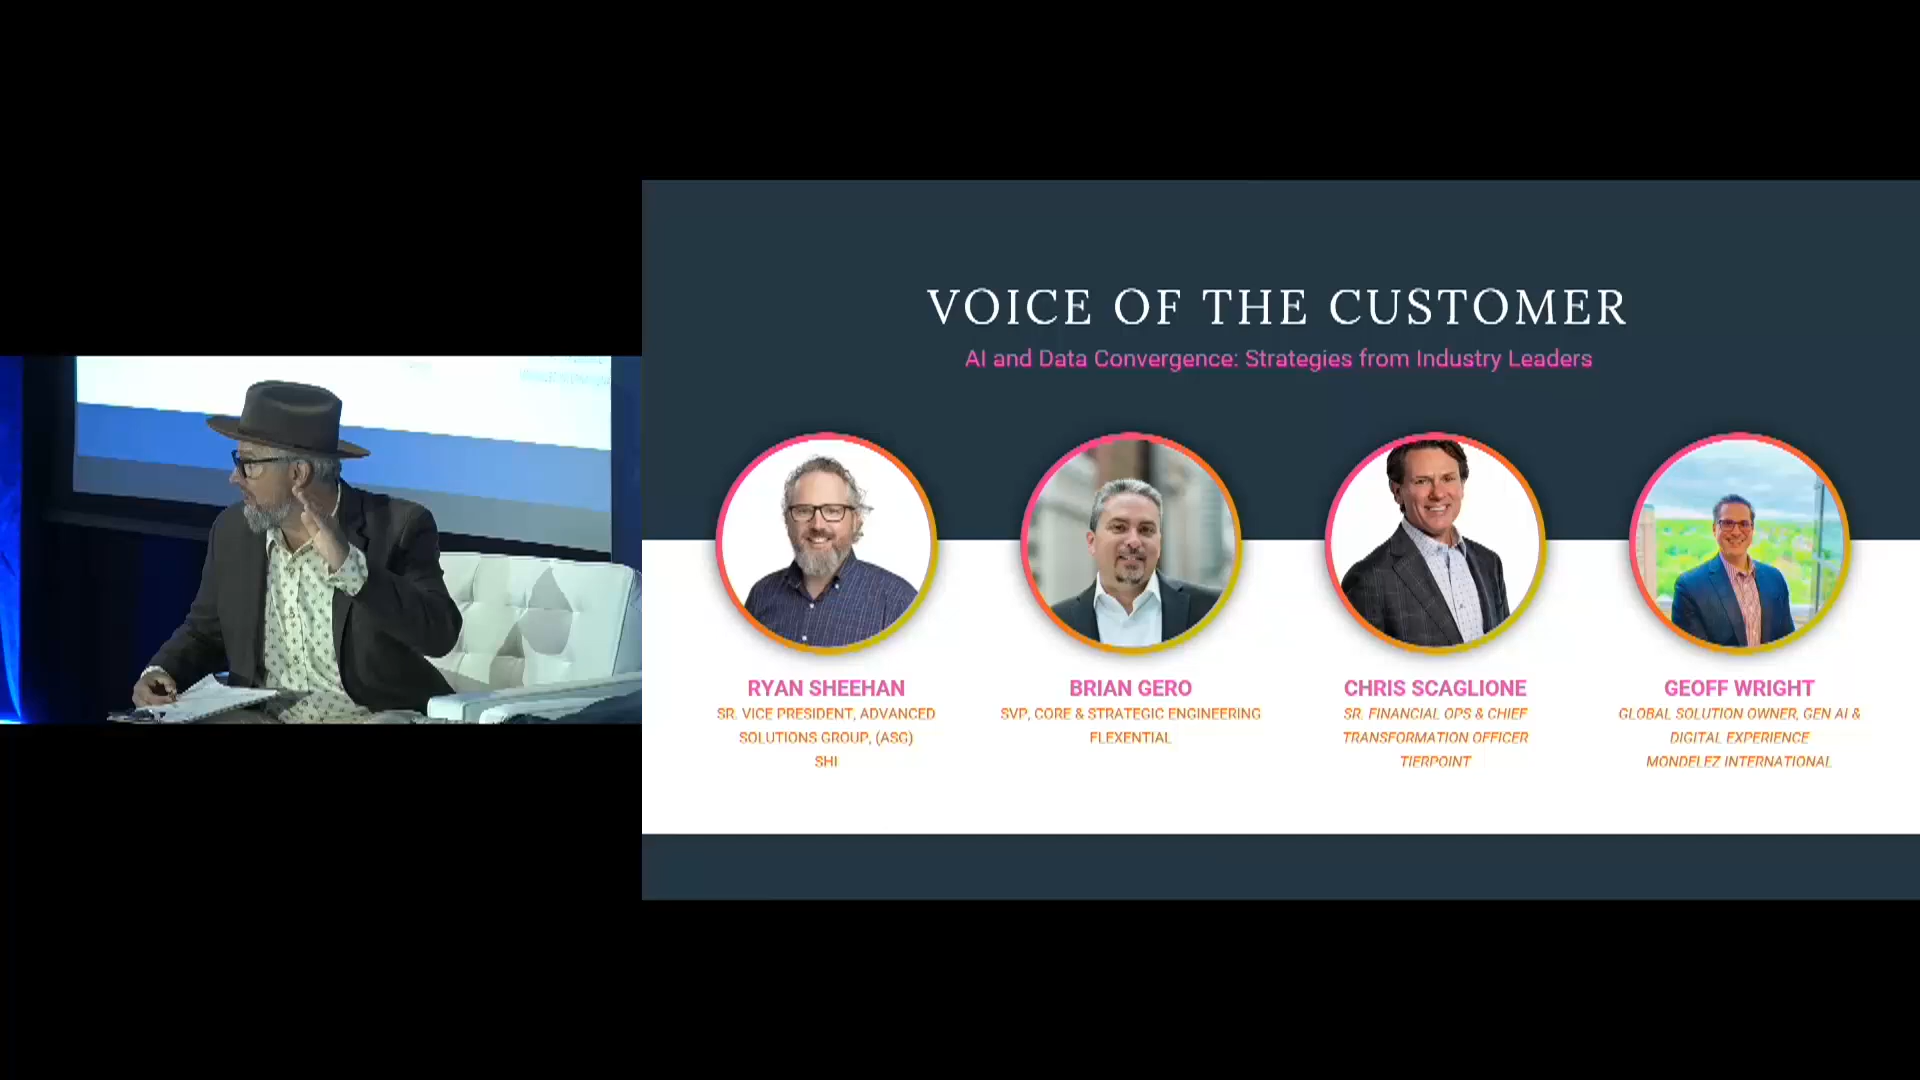 VOICE OF THE CUSTOMER
AI and Data Convergence: Strategies from Industry Leaders
RYAN SHEEHAN
SR. VICE PRESIDENT, ADVANCED
SOLUTIONS GROUP, (ASG)
SHI
BRIAN GERO
SVP, CORE & STRATEGIC ENGINEERING
FLEXENTIAL
CHRIS SCAGLIONE
SR. FINANCIAL OPS & CHIEF
TRANSFORMATION OFFICER
TIERPOINT
GEOFF WRIGHT
GLOBAL SOLUTION OWNER, GEN AI &
DIGITAL EXPERIENCE
MONDELEZ INTERNATIONAL